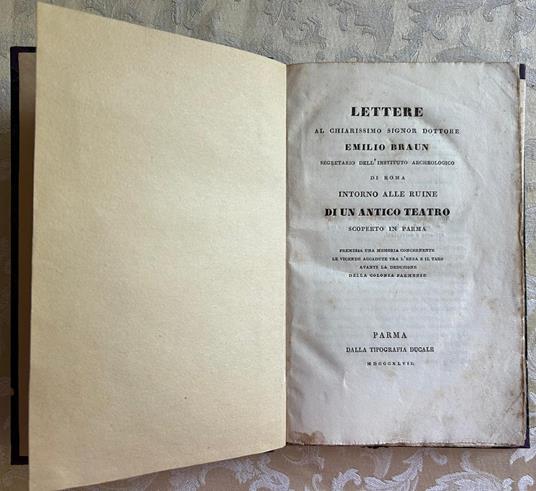 LETTERE
AL CHIARISSIMO SIGNOR DOTTORE
EMILIO BRAUN
SEGRETARIO DELL'INSTITUTO ARCHEOLOGICO
DI ROMA
INTORNO ALLE RUINE
DI UN ANTICO TEATRO
SCOPERTO IN PARMA
PREMESSA UNA MEMORIA CONCERNENTE
LE VICENDE ACCADUTE TRA L'ENZA E IL TARO
AVANTI LA DEDUZIONE
DELLA COLONIA PARMENSE
PARMA
DALLA TIPOGRAFIA DUCALE
MDCCCXLVII.